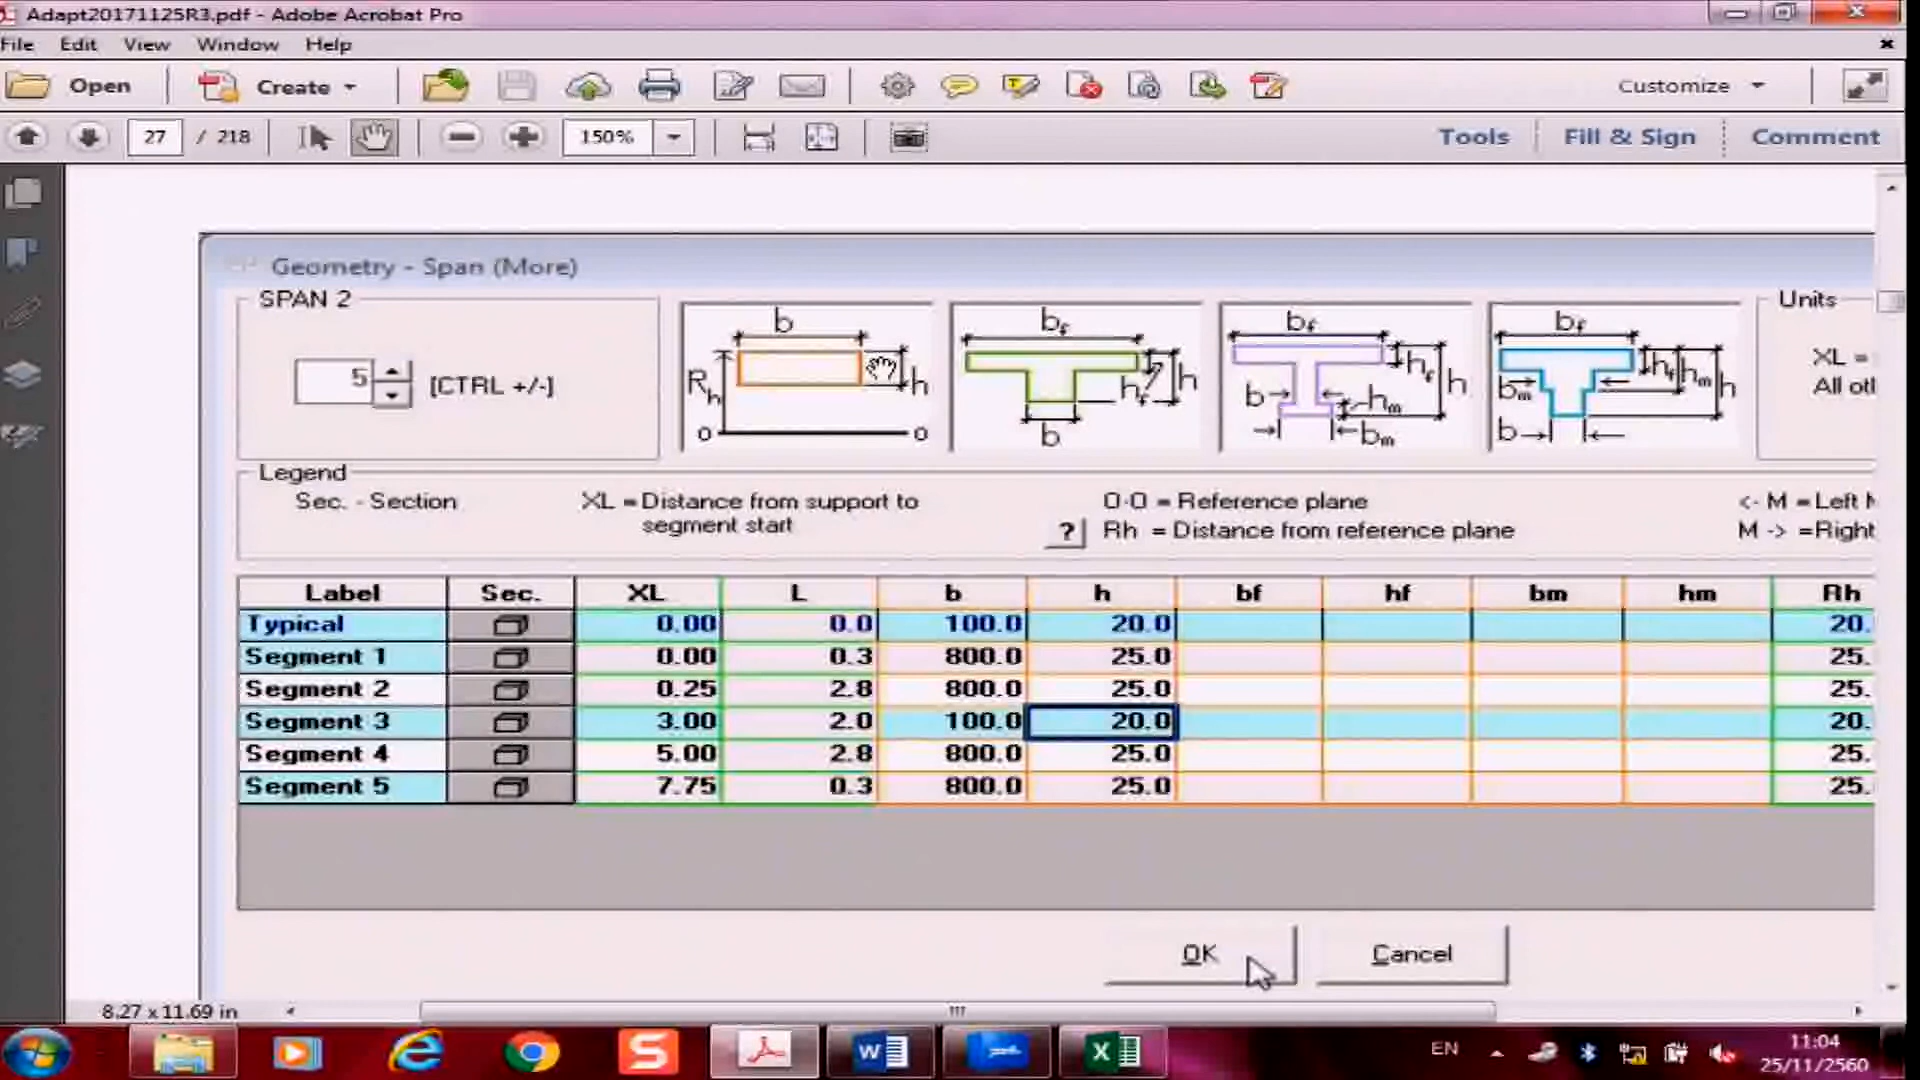 Adapt20171125R3.pdf - Adobe Acrobat Pro
File Edit View Window Help
Open Create Customize
27 / 218 150% Tools Fill & Sign Comment
Geometry - Span (More)
SPAN 2
5 [CTRL +/-]
b
Rh
h
0 0
bf
hf h
b
bf
hf h
b hm
bm
bf
bm hf hm h
b
Units
XL =
All otl
Legend
Sec. - Section
XL = Distance from support to
segment start
?
O-O = Reference plane
Rh = Distance from reference plane
<- M = Left
M -> =Right
Label Sec. XL L b h bf hf bm hm Rh
Typical 0.00 0.0 100.0 20.0 20.
Segment 1 0.00 0.3 800.0 25.0 25.
Segment 2 0.25 2.8 800.0 25.0 25.
Segment 3 3.00 2.0 100.0 20.0 20.
Segment 4 5.00 2.8 800.0 25.0 25.
Segment 5 7.75 0.3 800.0 25.0 25.
OK Cancel
8.27 x 11.69 in
EN
11:04
25/11/2560